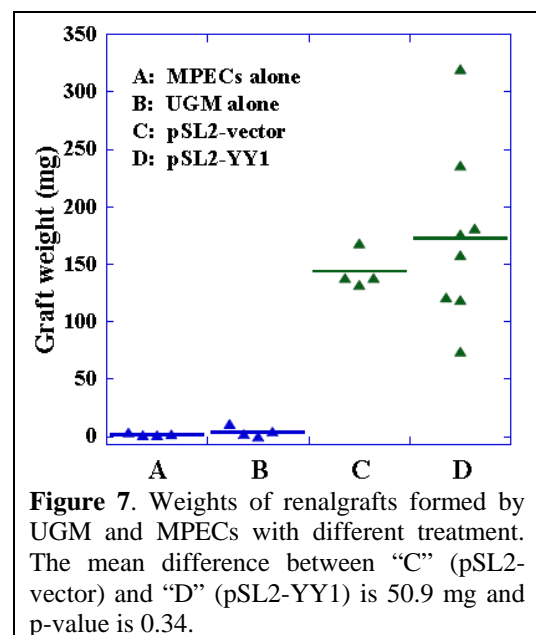 350
300
250
200
150
100
50
0
Graft weight (mg)
A: MPECs alone
B: UGM alone
C: pSL2-vector
D: pSL2-YY1
A B C D
Figure 7. Weights of renalgrafts formed by
UGM and MPECs with different treatment.
The mean difference between “C” (pSL2-
vector) and “D” (pSL2-YY1) is 50.9 mg and
p-value is 0.34.